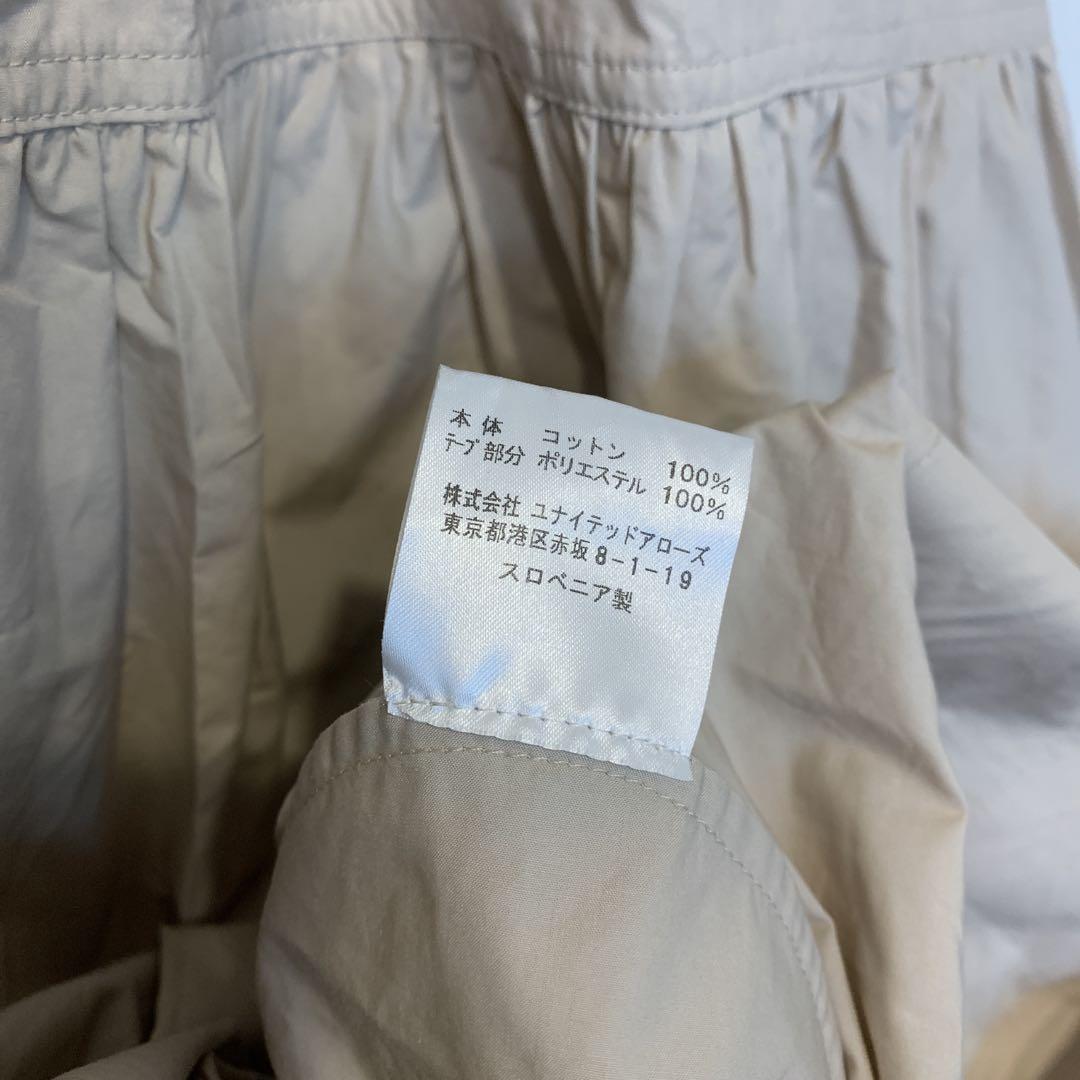 本体 コットン 100%
ﾃｰﾌﾟ部分 ポリエステル 100%
株式会社 ユナイテッドアローズ
東京都港区赤坂8-1-19
スロベニア製